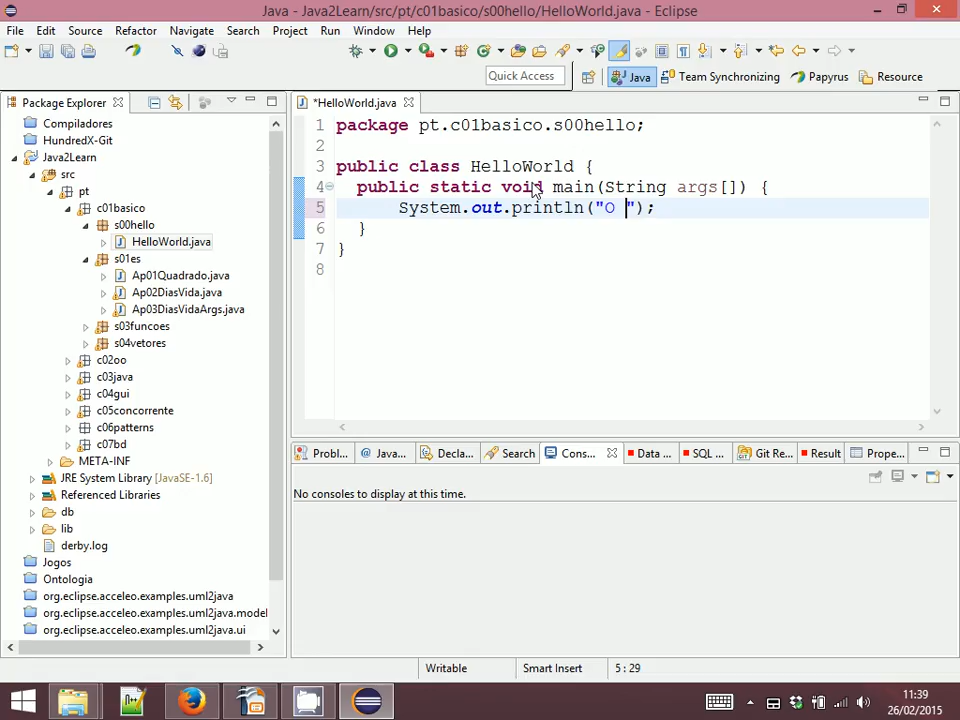 Java - Java2Learn/src/pt/c01basico/s00hello/HelloWorld.java - Eclipse
File Edit Source Refactor Navigate Search Project Run Window Help
Quick Access
Java Team Synchronizing Papyrus Resource
Package Explorer
Compiladores
HundredX-Git
Java2Learn
src
pt
c01basico
s00hello
HelloWorld.java
s01es
Ap01Quadrado.java
Ap02DiasVida.java
Ap03DiasVidaArgs.java
s03funcoes
s04vetores
c02oo
c03java
c04gui
c05concorrente
c06patterns
c07bd
META-INF
JRE System Library [JavaSE-1.6]
Referenced Libraries
db
lib
derby.log
Jogos
Ontologia
org.eclipse.acceleo.examples.uml2java
org.eclipse.acceleo.examples.uml2java.model
org.eclipse.acceleo.examples.uml2java.ui
*HelloWorld.java
1 package pt.c01basico.s00hello;
2
3 public class HelloWorld {
4 public static void main(String args[]) {
5 System.out.println("O ");
6 }
7 }
8
Probl... Java... Decla... Search Cons... Data ... SQL ... Git Re... Result Prope...
No consoles to display at this time.
Writable Smart Insert 5 : 29
11:39
26/02/2015